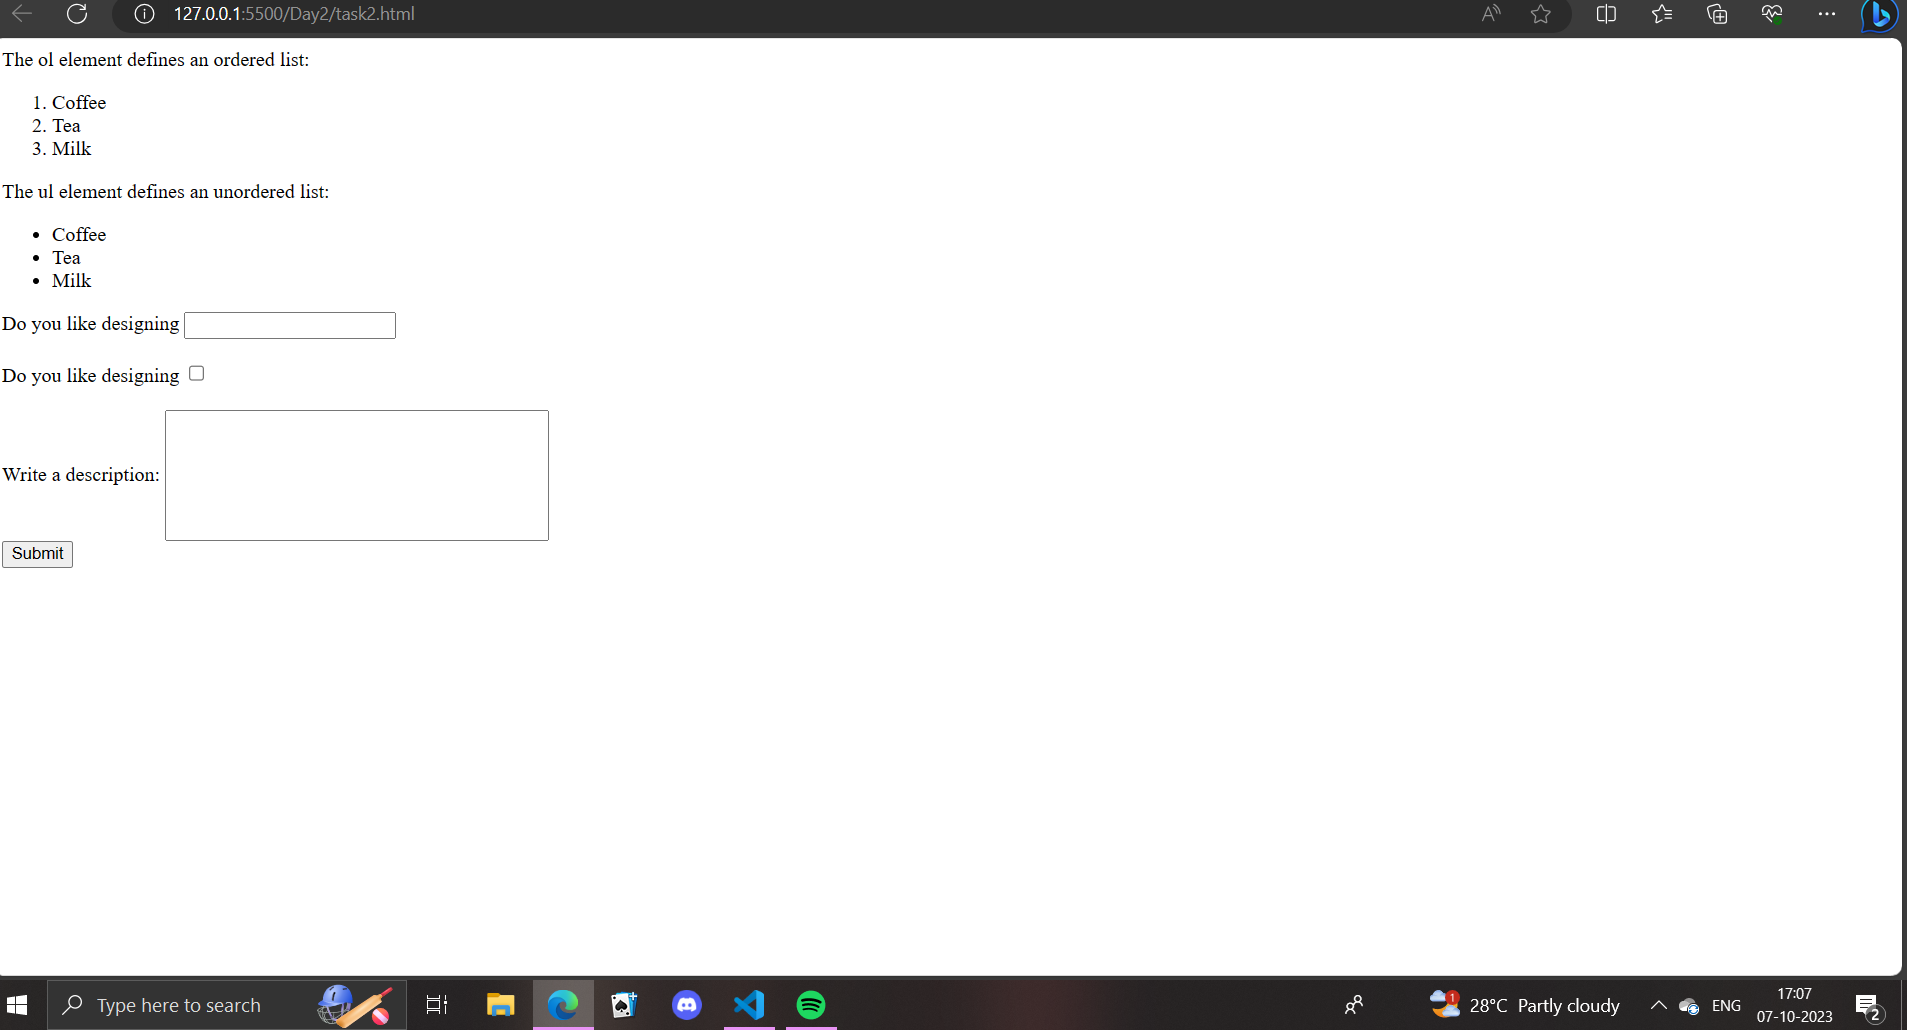 127.0.0.1:5500/Day2/task2.html
The ol element defines an ordered list:
1. Coffee
2. Tea
3. Milk
The ul element defines an unordered list:
• Coffee
• Tea
• Milk
Do you like designing
Do you like designing
Write a description:
Submit
Type here to search
1
28°C Partly cloudy
ENG
17:07
07-10-2023
2